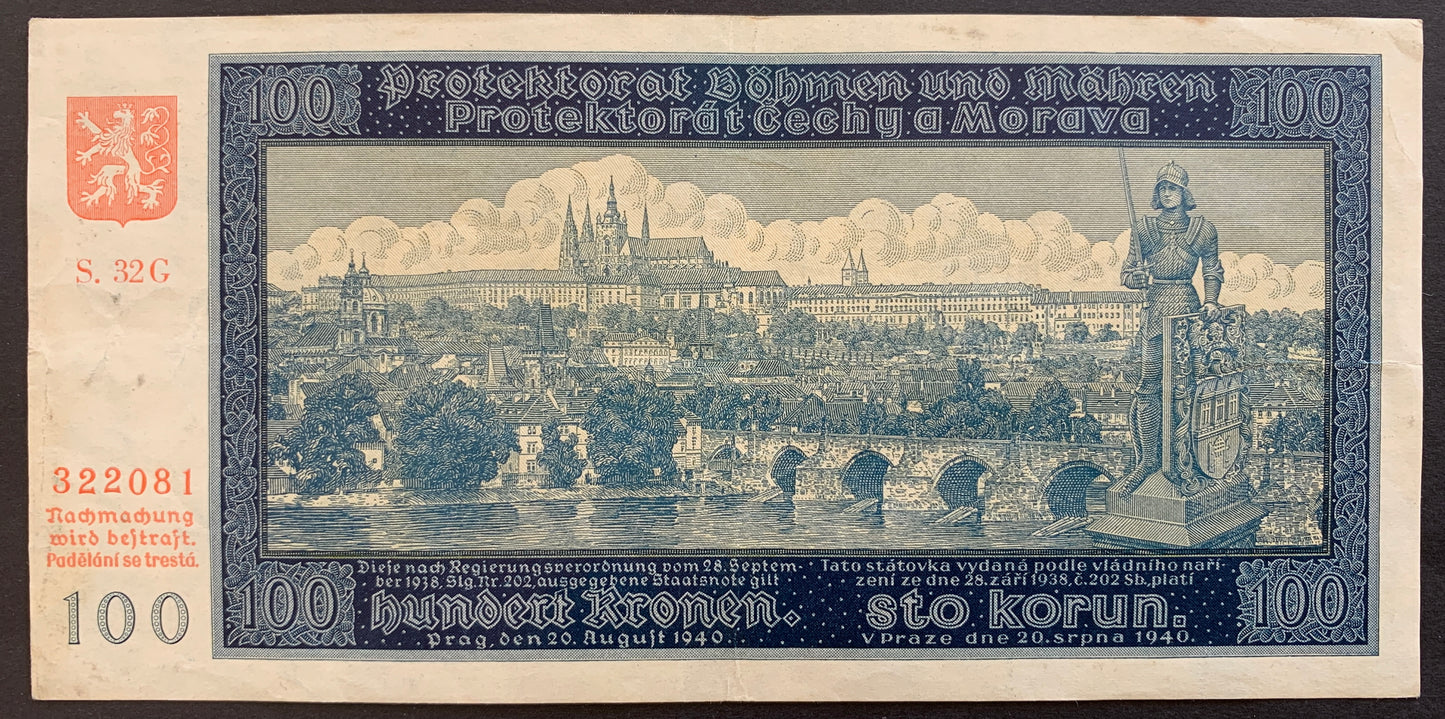 100 Protektorat Böhmen und Mähren 100
Protektorát Čechy a Morava
S. 32G
322081
Nachmachung
wird bestraft.
Padělání se trestá.
100
Diese nach Regierungsverordnung vom 28. Septem-
ber 1938, Slg. Nr. 202, ausgegebene Staatsnote gilt
100 hundert Kronen.
Prag, den 20. August 1940.
Tato státovka vydaná podle vládního naří-
zení ze dne 28. září 1938, č. 202 Sb., platí
sto korun. 100
V Praze dne 20. srpna 1940.